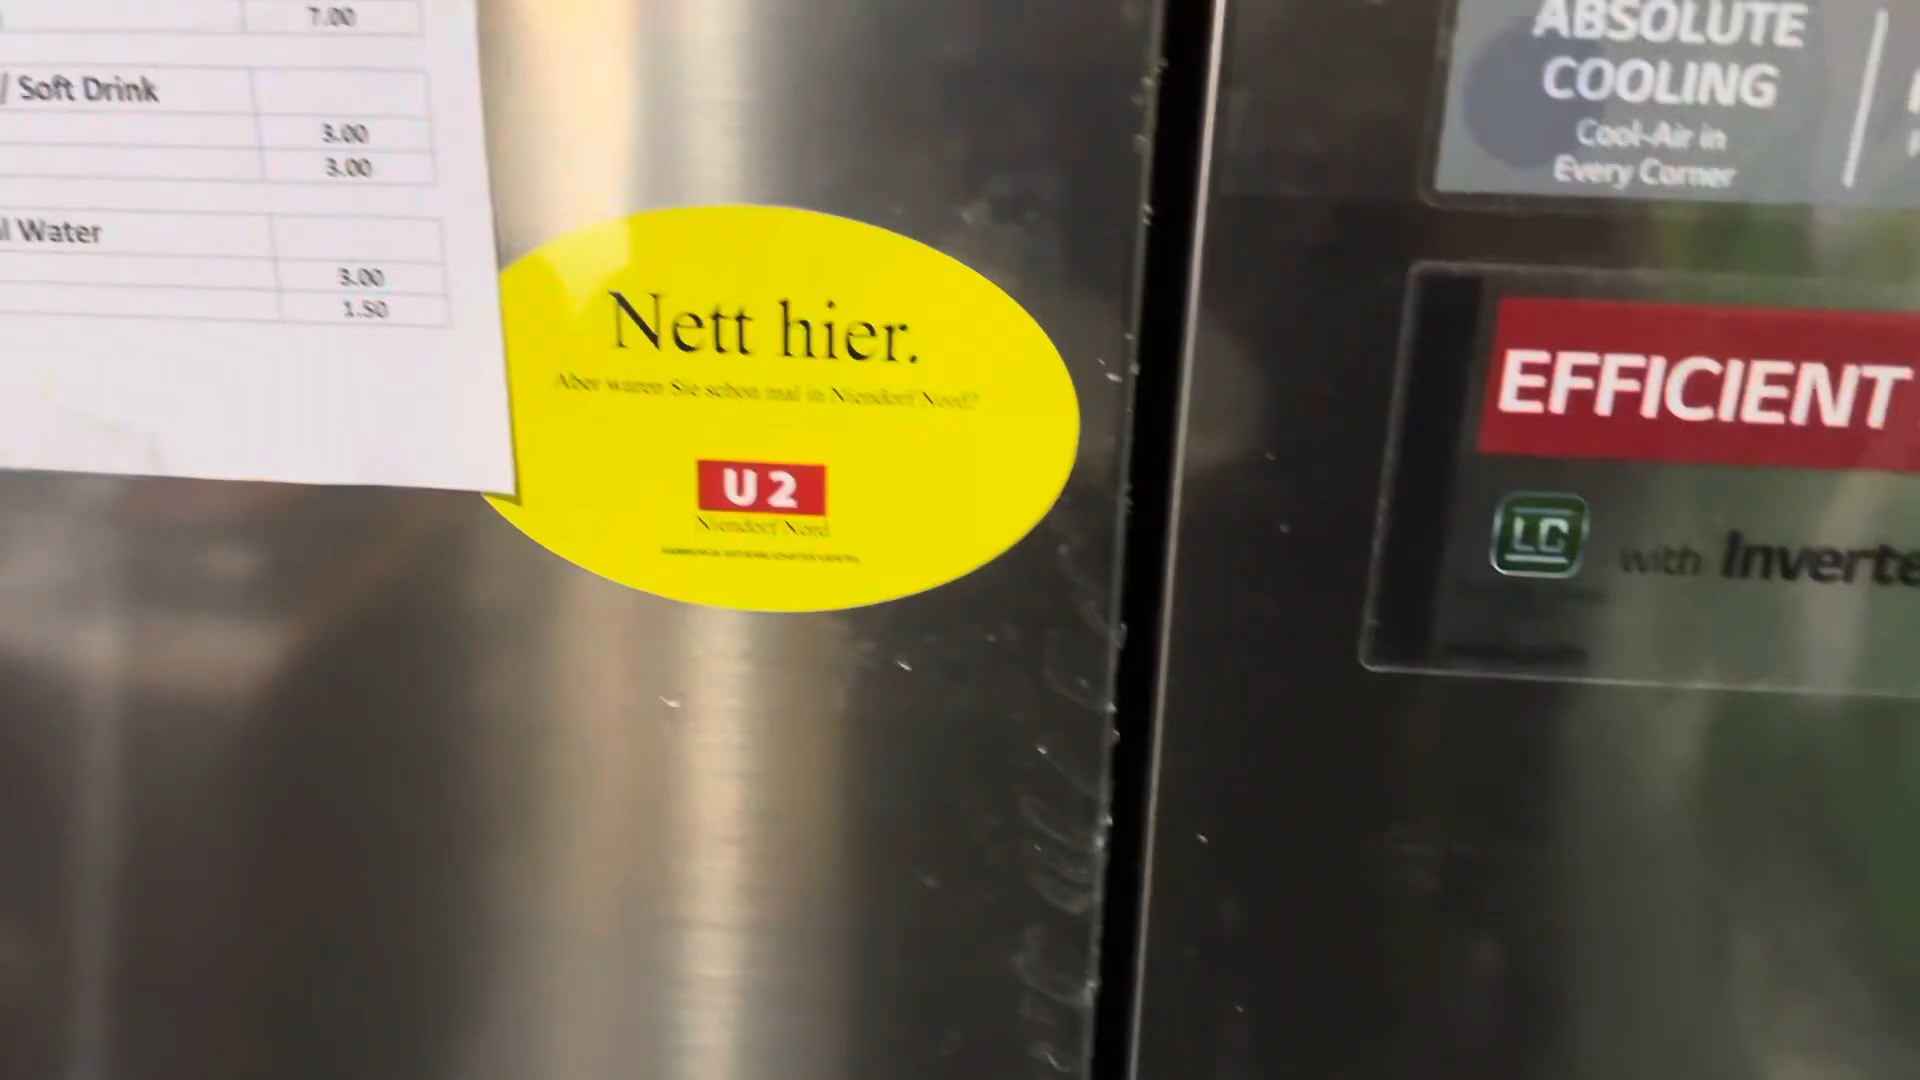 7.00
/ Soft Drink
3.00
3.00
l Water
3.00
1.50
Nett hier.
Aber waren Sie schon mal in Niendorf Nord?
U2
Niendorf Nord
ABSOLUTE
COOLING
Cool-Air in
Every Corner
EFFICIENT
LC
with Inverte